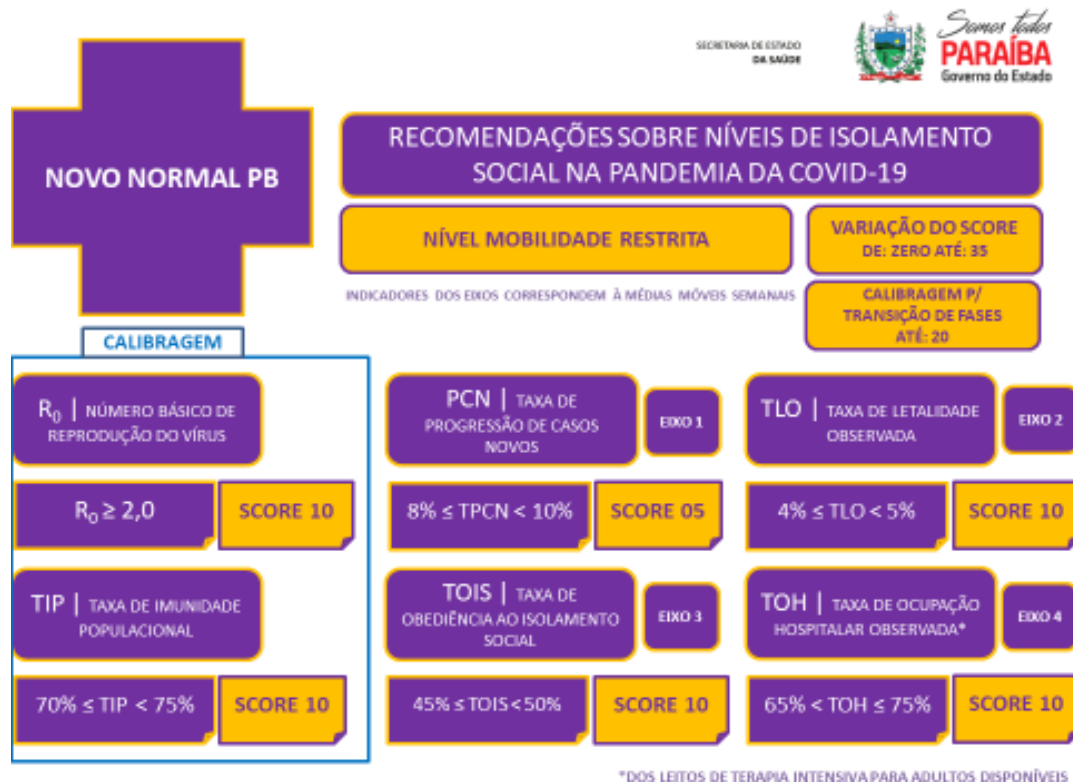 SECRETARIA DE ESTADO
DA SAÚDE
Somos todos
PARAÍBA
Governo do Estado
NOVO NORMAL PB
RECOMENDAÇÕES SOBRE NÍVEIS DE ISOLAMENTO
SOCIAL NA PANDEMIA DA COVID-19
NÍVEL MOBILIDADE RESTRITA
VARIAÇÃO DO SCORE
DE: ZERO ATÉ: 35
INDICADORES DOS EIXOS CORRESPONDEM À MÉDIAS MÓVEIS SEMANAIS
CALIBRAGEM P/
TRANSIÇÃO DE FASES
ATÉ: 20
CALIBRAGEM
R₀ | NÚMERO BÁSICO DE
REPRODUÇÃO DO VÍRUS
R₀ ≥ 2,0
SCORE 10
TIP | TAXA DE IMUNIDADE
POPULACIONAL
70% ≤ TIP < 75%
SCORE 10
PCN | TAXA DE
PROGRESSÃO DE CASOS
NOVOS
EIXO 1
8% ≤ TPCN < 10%
SCORE 05
TLO | TAXA DE LETALIDADE
OBSERVADA
EIXO 2
4% ≤ TLO < 5%
SCORE 10
TOIS | TAXA DE
OBEDIÊNCIA AO ISOLAMENTO
SOCIAL
EIXO 3
45% ≤ TOIS < 50%
SCORE 10
TOH | TAXA DE OCUPAÇÃO
HOSPITALAR OBSERVADA*
EIXO 4
65% < TOH ≤ 75%
SCORE 10
*DOS LEITOS DE TERAPIA INTENSIVA PARA ADULTOS DISPONÍVEIS